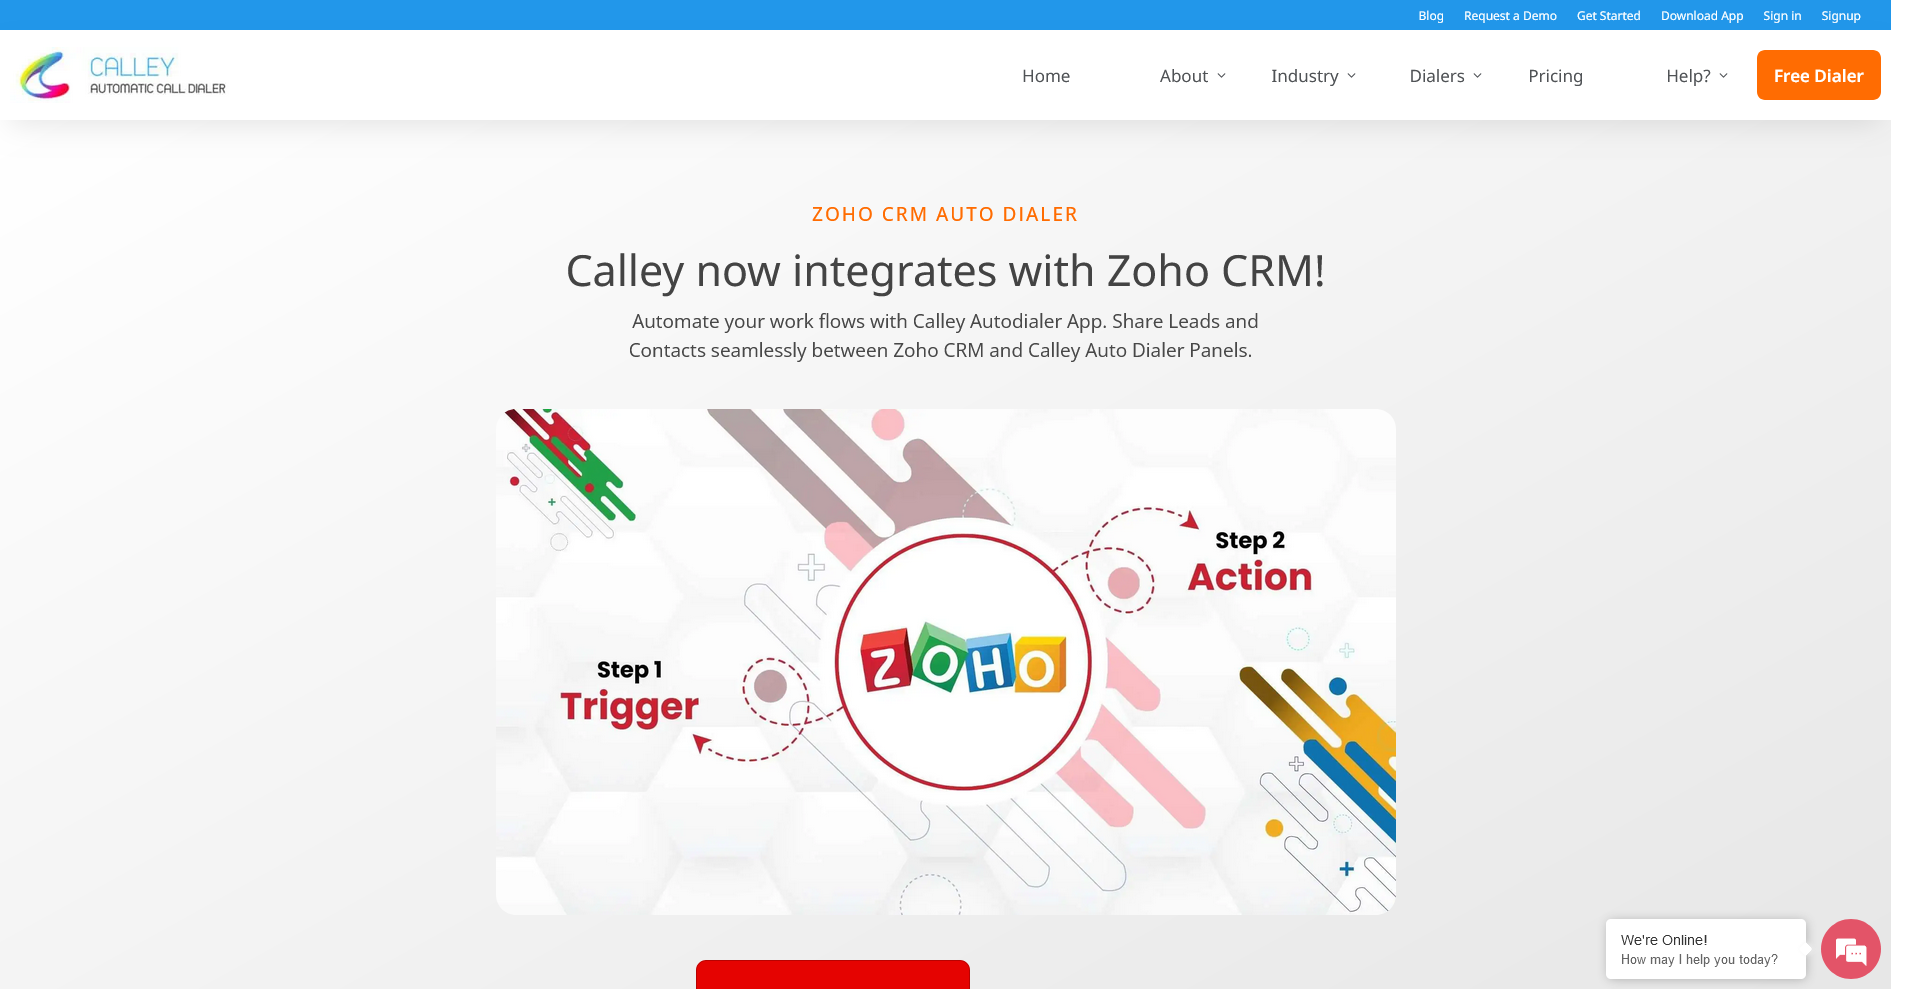 Blog Request a Demo Get Started Download App Sign in Signup
CALLEY
AUTOMATIC CALL DIALER
Home About Industry Dialers Pricing Help? Free Dialer
ZOHO CRM AUTO DIALER
Calley now integrates with Zoho CRM!
Automate your work flows with Calley Autodialer App. Share Leads and
Contacts seamlessly between Zoho CRM and Calley Auto Dialer Panels.
Step 2
Action
ZOHO
Step 1
Trigger
We're Online!
How may I help you today?